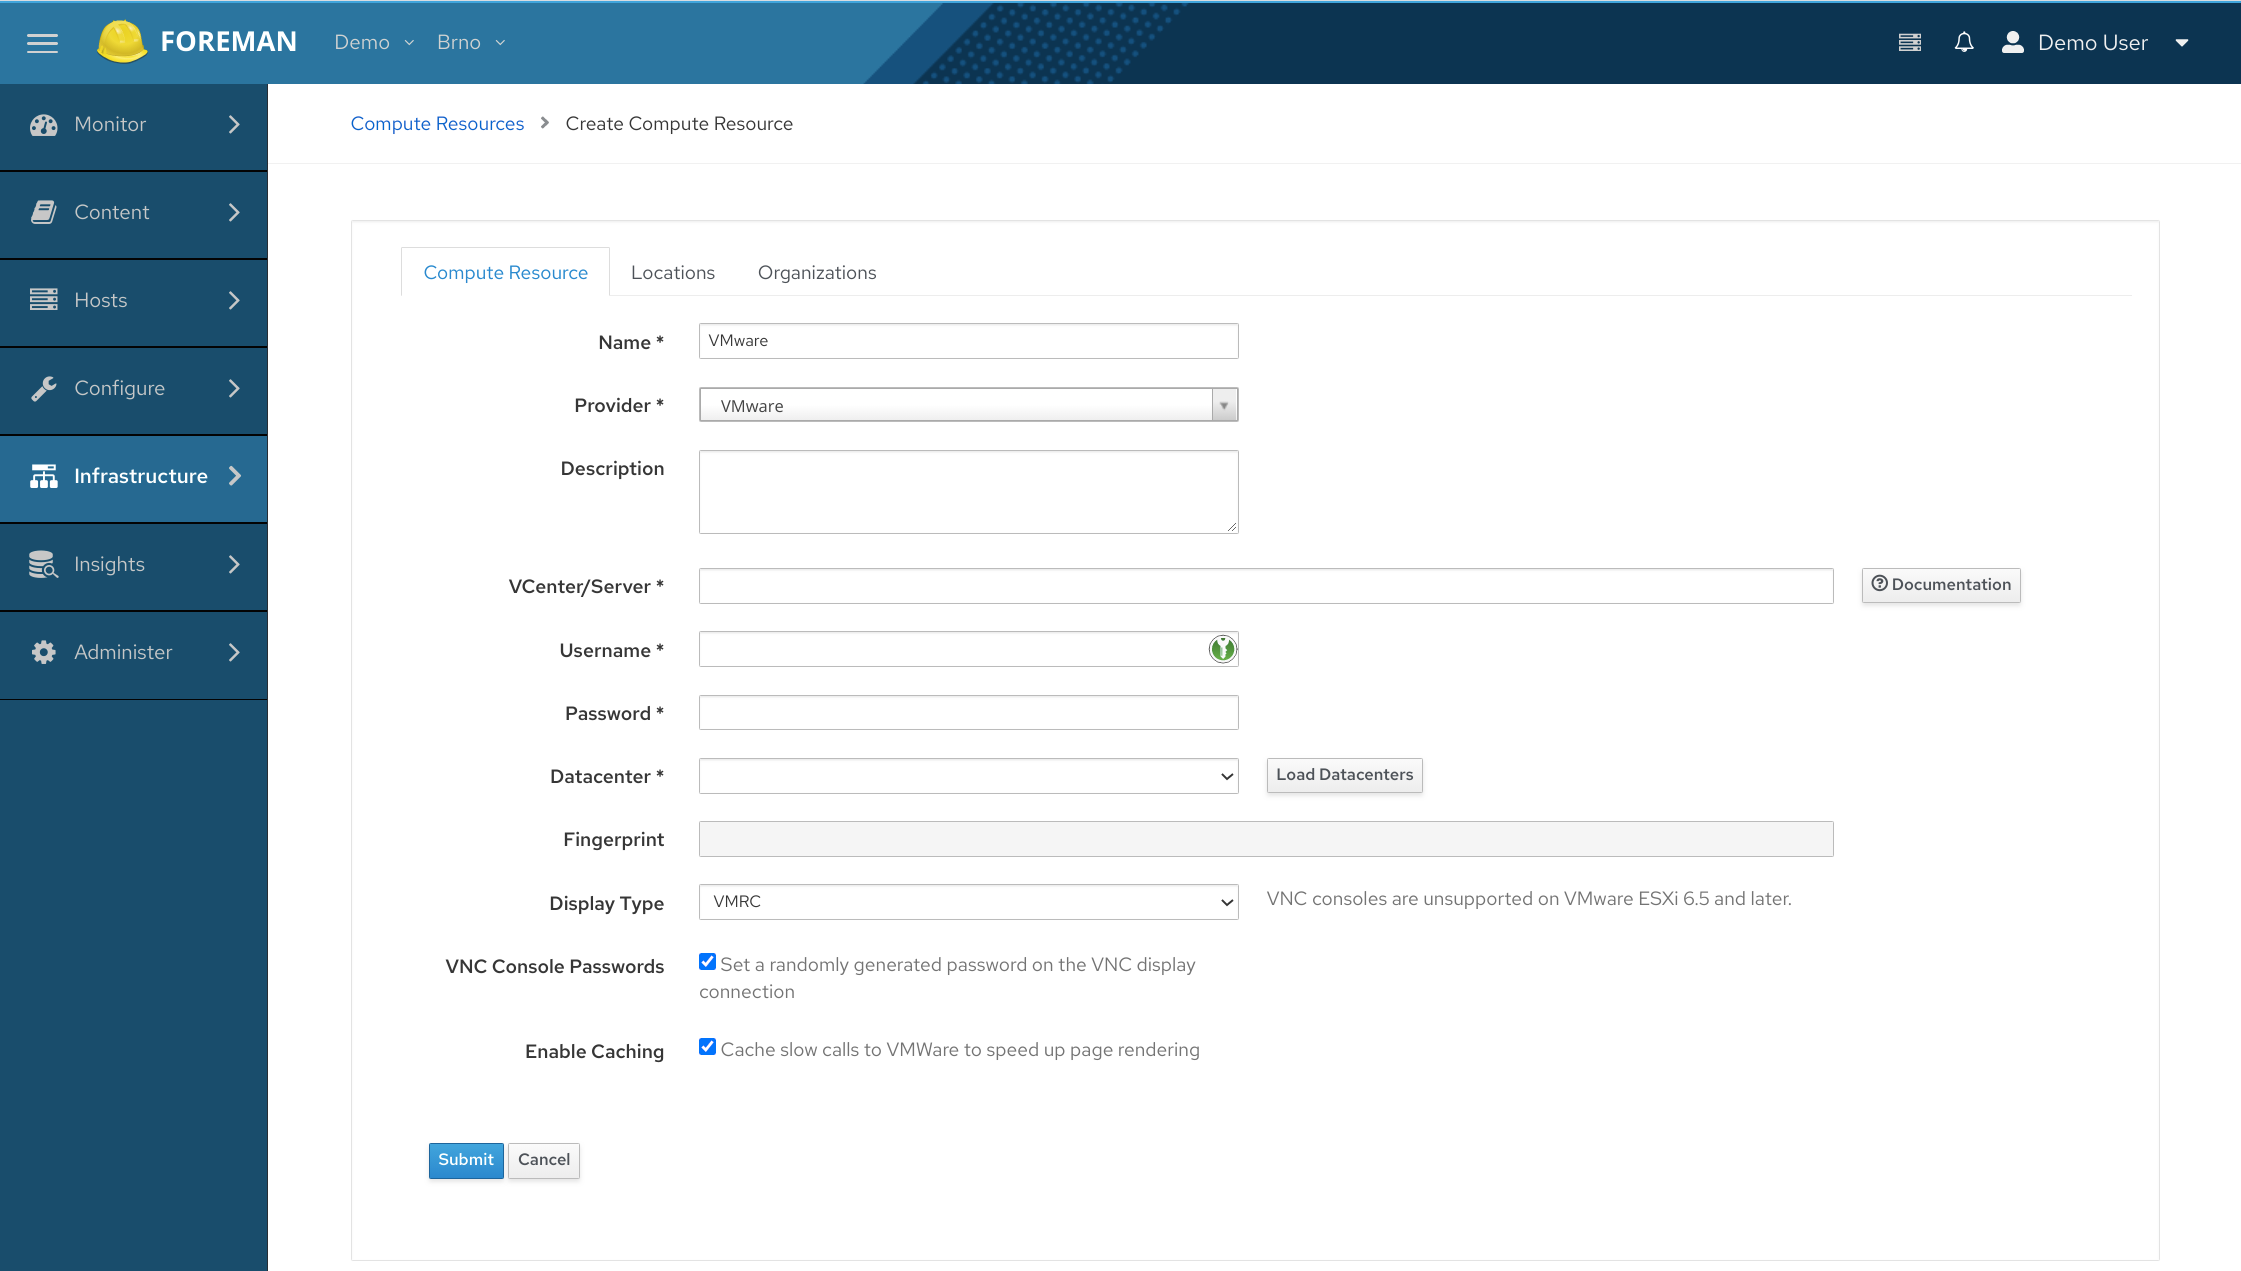 FOREMAN Demo Brno Demo User
Monitor
Content
Hosts
Configure
Infrastructure
Insights
Administer
Compute Resources Create Compute Resource
Compute Resource Locations Organizations
Name * VMware
Provider * VMware
Description
VCenter/Server * Documentation
Username *
Password *
Datacenter * Load Datacenters
Fingerprint
Display Type VMRC VNC consoles are unsupported on VMware ESXi 6.5 and later.
VNC Console Passwords Set a randomly generated password on the VNC display
connection
Enable Caching Cache slow calls to VMWare to speed up page rendering
Submit Cancel